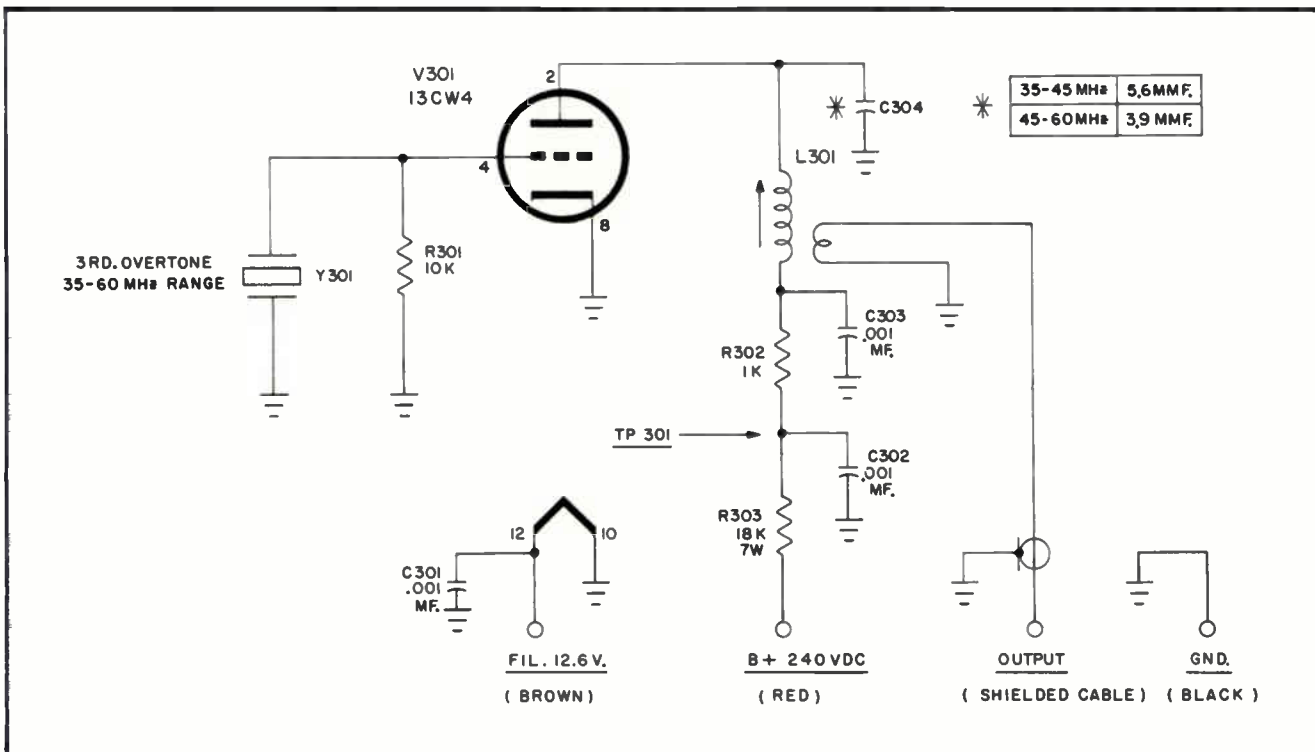 V301
13CW4
2
4
8
C304
35-45 MHz 5.6 MMF.
45-60 MHz 3.9 MMF.
L301
3RD. OVERTONE
35-60 MHz RANGE
Y301
R301
10K
C303
.001
MF.
R302
1K
TP 301
C302
.001
MF.
R303
18K
7W
12
10
C301
.001
MF.
FIL. 12.6 V.
(BROWN)
B+ 240 VDC
(RED)
OUTPUT
(SHIELDED CABLE)
GND.
(BLACK)